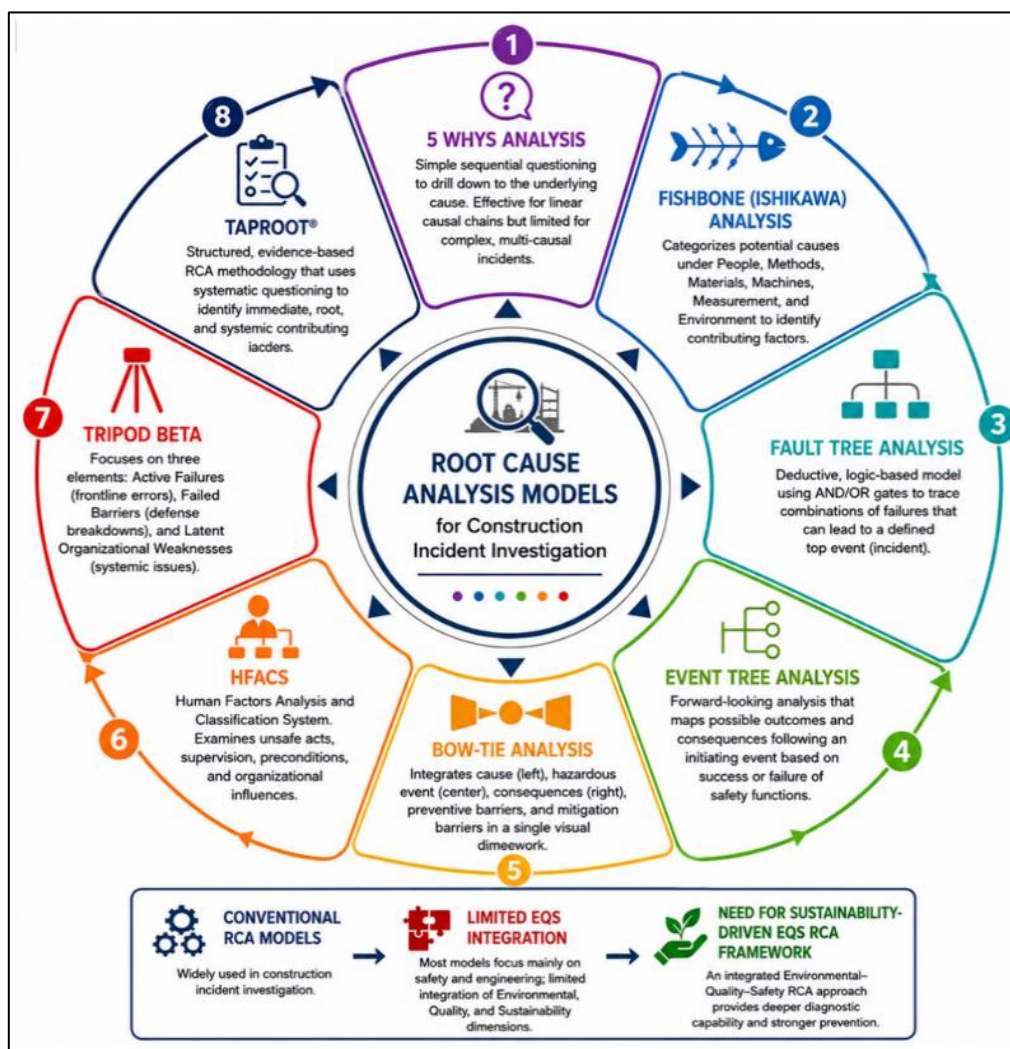 1
5 WHYS ANALYSIS
Simple sequential questioning
to drill down to the underlying
cause. Effective for linear
causal chains but limited for
complex, multi-causal
incidents.
2
FISHBONE (ISHIKAWA)
ANALYSIS
Categorizes potential causes
under People, Methods,
Materials, Machines,
Measurement, and
Environment to identify
contributing factors.
3
FAULT TREE ANALYSIS
Deductive, logic-based model
using AND/OR gates to trace
combinations of failures that
can lead to a defined
top event (incident).
4
EVENT TREE ANALYSIS
Forward-looking analysis that
maps possible outcomes and
consequences following an
initiating event based on
success or failure of
safety functions.
BOW-TIE ANALYSIS
Integrates cause (left), hazardous
event (center), consequences (right),
preventive barriers, and mitigation
barriers in a single visual
dimeework.
5
HFACS
Human Factors Analysis and
Classification System.
Examines unsafe acts,
supervision, preconditions,
and organizational
influences.
6
7
TRIPOD BETA
Focuses on three
elements: Active Failures
(frontline errors), Failed
Barriers (defense
breakdowns), and Latent
Organizational Weaknesses
(systemic issues).
8
TAPROOT®
Structured, evidence-based
RCA methodology that uses
systematic questioning to
identify immediate, root,
and systemic contributing
iacders.
?
ROOT CAUSE
ANALYSIS MODELS
for Construction
Incident Investigation
CONVENTIONAL
RCA MODELS
Widely used in construction
incident investigation.
LIMITED EQS
INTEGRATION
Most models focus mainly on
safety and engineering; limited
integration of Environmental,
Quality, and Sustainability
dimensions.
NEED FOR SUSTAINABILITY-
DRIVEN EQS RCA
FRAMEWORK
An integrated Environmental–
Quality–Safety RCA approach
provides deeper diagnostic
capability and stronger prevention.